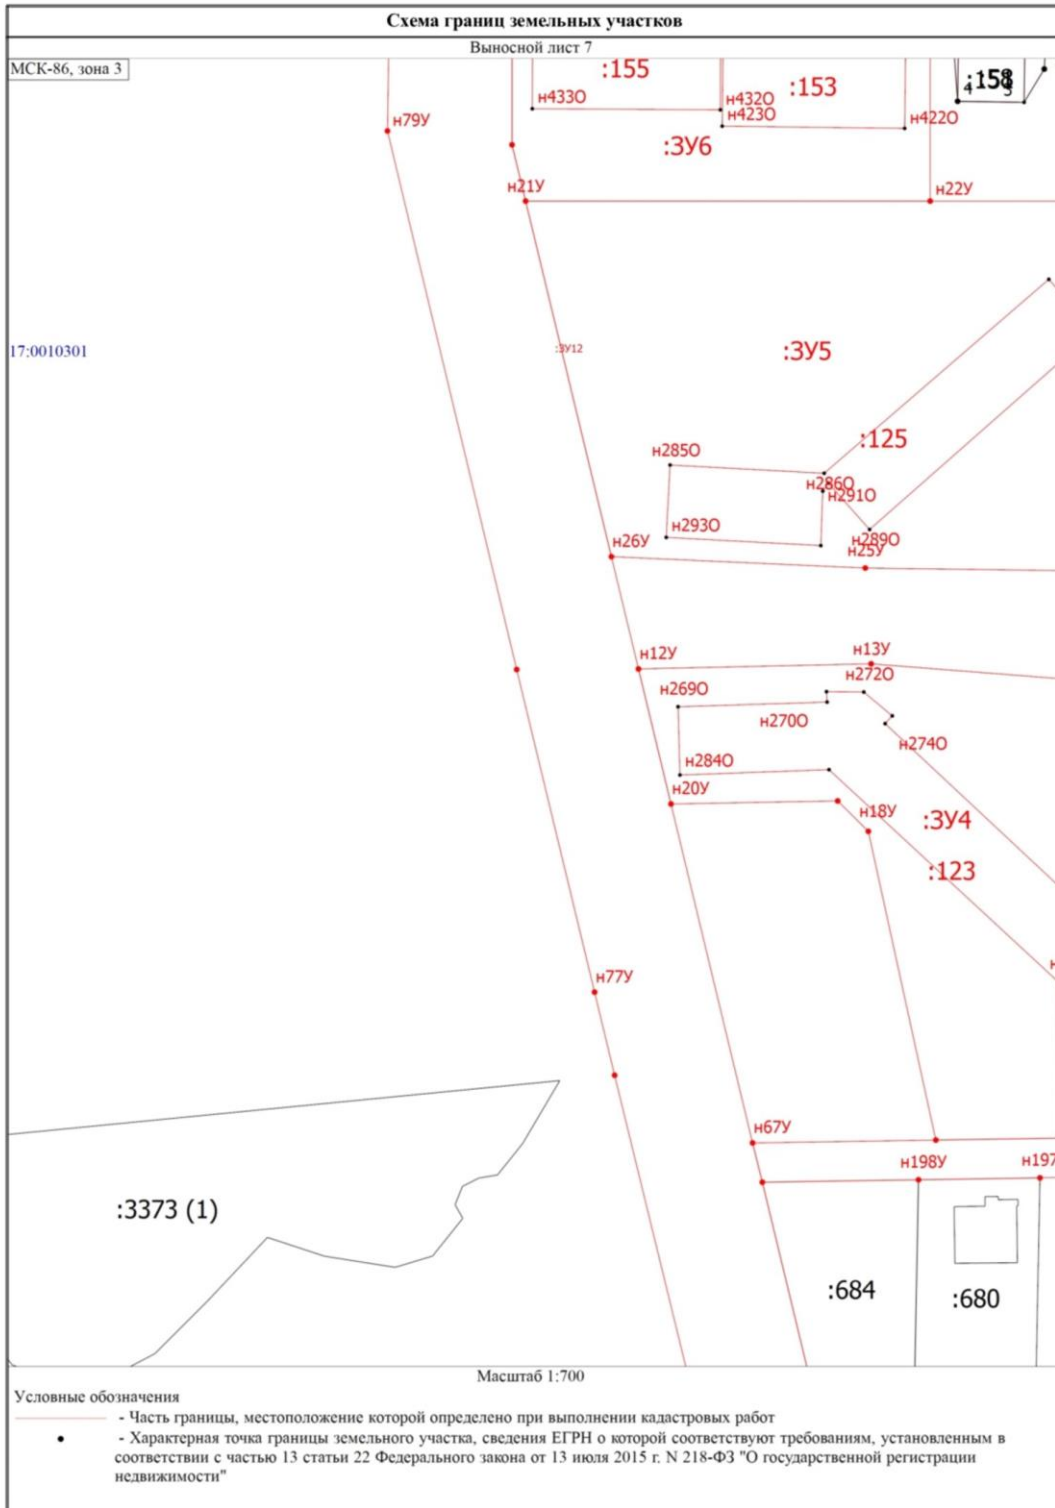 Схема границ земельных участков
Выносной лист 7
МСК-86, зона 3
:155
:153
:158
4
н433О
н432О
н423О
н422О
н79У
:ЗУ6
н21У
н22У
17:0010301
:ЗУ12
:ЗУ5
:125
н285О
н286О
н291О
н293О
н289О
н26У
н25У
н12У
н13У
н272О
н269О
н270О
н274О
н284О
н20У
н18У
:ЗУ4
:123
н77У
н67У
н198У
н197
:3373 (1)
:684
:680
Масштаб 1:700
Условные обозначения
- Часть границы, местоположение которой определено при выполнении кадастровых работ
- Характерная точка границы земельного участка, сведения ЕГРН о которой соответствуют требованиям, установленным в
соответствии с частью 13 статьи 22 Федерального закона от 13 июля 2015 г. N 218-ФЗ "О государственной регистрации
недвижимости"